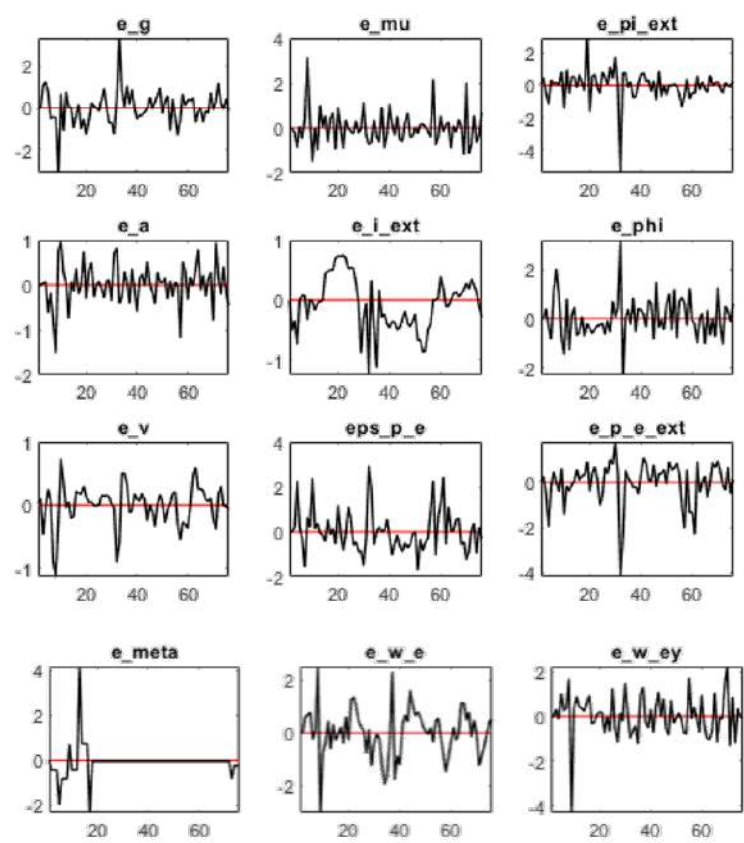 e_g e_mu e_pi_ext
2 0 -2
4 2 0 -2
2 0 -2 -4
20 40 60 20 40 60 20 40 60
e_a e_i_ext e_phi
1 0 -1 -2
1 0 -1
2 0 -2
20 40 60 20 40 60 20 40 60
e_v eps_p_e e_p_e_ext
1 0 -1
4 2 0 -2
0 -2 -4
20 40 60 20 40 60 20 40 60
e_meta e_w_e e_w_ey
4 2 0 -2
2 0 -2
2 0 -2 -4
20 40 60 20 40 60 20 40 60